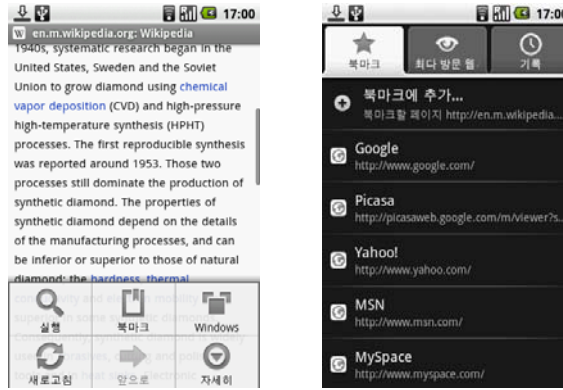 17:00
en.m.wikipedia.org: Wikipedia
1940s, systematic research began in the
United States, Sweden and the Soviet
Union to grow diamond using chemical
vapor deposition (CVD) and high-pressure
high-temperature synthesis (HPHT)
processes. The first reproducible synthesis
was reported around 1953. Those two
processes still dominate the production of
synthetic diamond. The properties of
synthetic diamond depend on the details
of the manufacturing processes, and can
be inferior or superior to those of natural
diamond; the hardness, thermal
실행
북마크
Windows
새로고침
앞으로
자세히
17:00
북마크
최다 방문 웹
기록
북마크에 추가...
북마크할 페이지 http://en.m.wikipedia...
Google
http://www.google.com/
Picasa
http://picasaweb.google.com/m/viewer?s..
Yahoo!
http://www.yahoo.com/
MSN
http://www.msn.com/
MySpace
http://www.myspace.com/